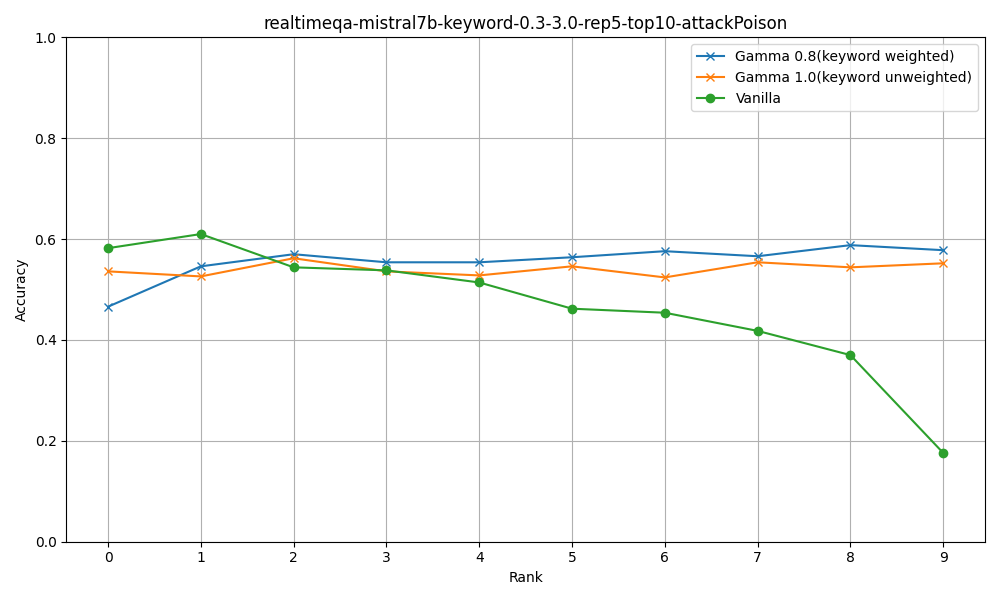 realtimeqa-mistral7b-keyword-0.3-3.0-rep5-top10-attackPoison
Gamma 0.8(keyword weighted)
Gamma 1.0(keyword unweighted)
Vanilla
Accuracy
1.0
0.8
0.6
0.4
0.2
0.0
0 1 2 3 4 5 6 7 8 9
Rank